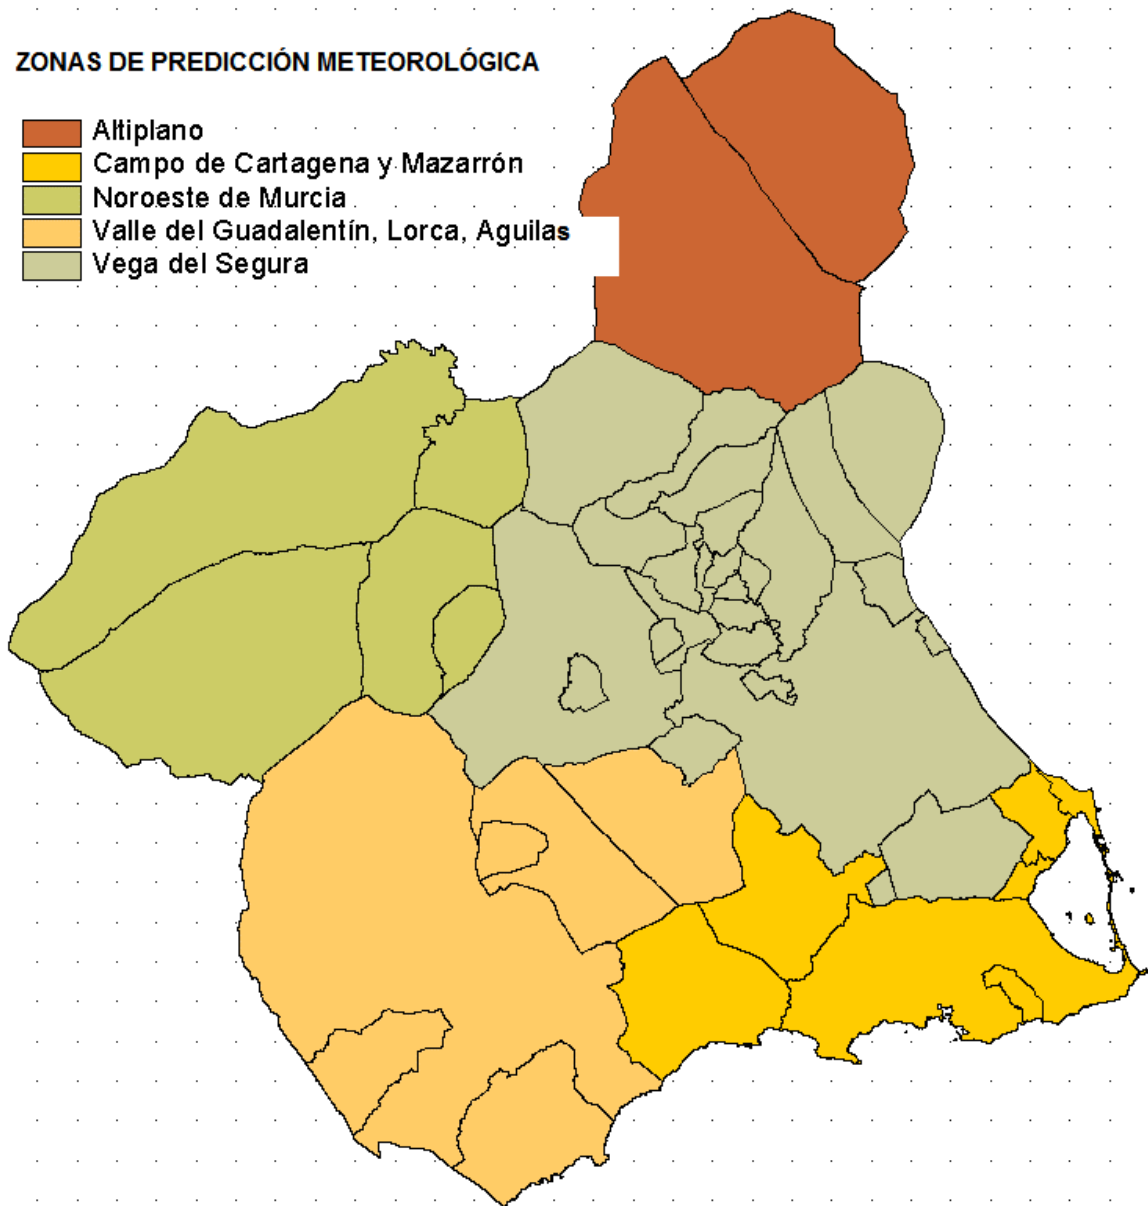 ZONAS DE PREDICCIÓN METEOROLÓGICA
Altiplano
Campo de Cartagena y Mazarrón
Noroeste de Murcia
Valle del Guadalentín, Lorca, Aguilas
Vega del Segura